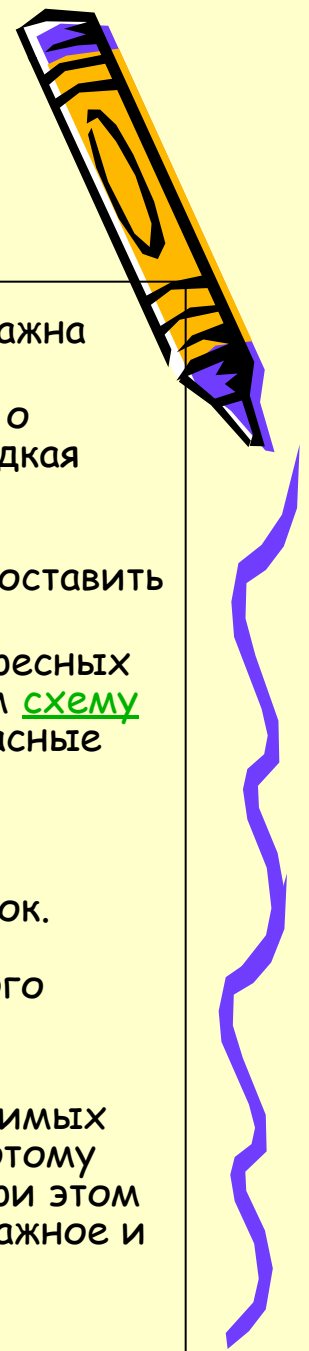 ажна
о
дкая
оставить
ресных
схему
асные
ок.
ого
имых
этому
ри этом
ажное и